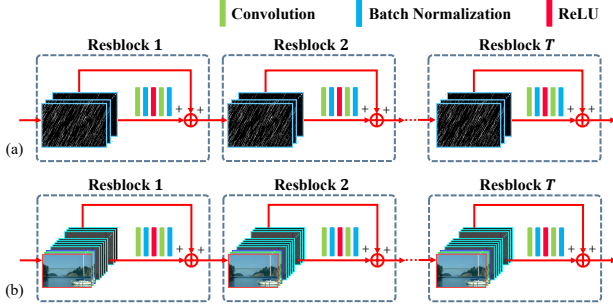 Convolution Batch Normalization ReLU
Resblock 1 Resblock 2 Resblock T
+ + + + + +
(a)
Resblock 1 Resblock 2 Resblock T
+ + + + + +
(b)